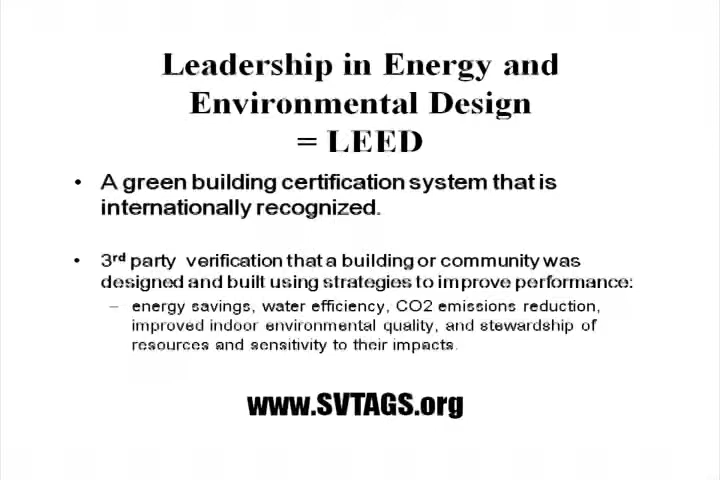 Leadership in Energy and
Environmental Design
= LEED
• A green building certification system that is
internationally recognized.
• 3rd party verification that a building or community was
designed and built using strategies to improve performance:
– energy savings, water efficiency, CO2 emissions reduction,
improved indoor environmental quality, and stewardship of
resources and sensitivity to their impacts.
www.SVTAGS.org